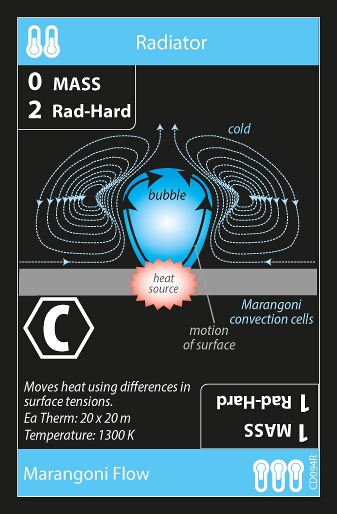 Radiator
0 MASS
2 Rad-Hard
cold
bubble
heat
source
Marangoni
convection cells
motion
of surface
C
Moves heat using differences in
surface tensions.
Ea Therm: 20 x 20 m
Temperature: 1300 K
1 MASS
1 Rad-Hard
Marangoni Flow
CD094R